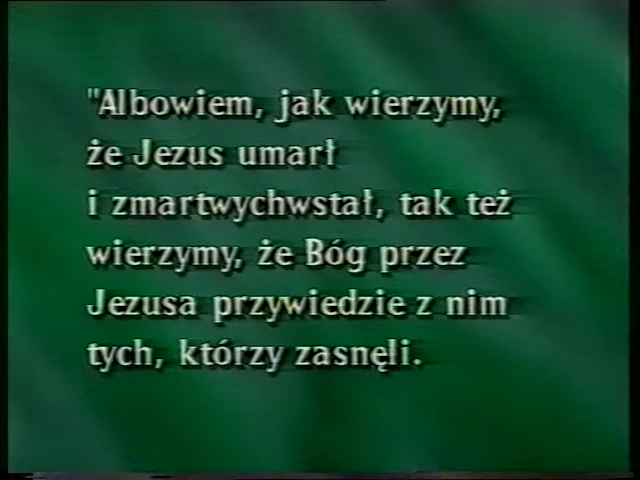 "Albowiem, jak wierzymy,
że Jezus umarł
i zmartwychwstał, tak też
wierzymy, że Bóg przez
Jezusa przywiedzie z nim
tych, którzy zasnęli.